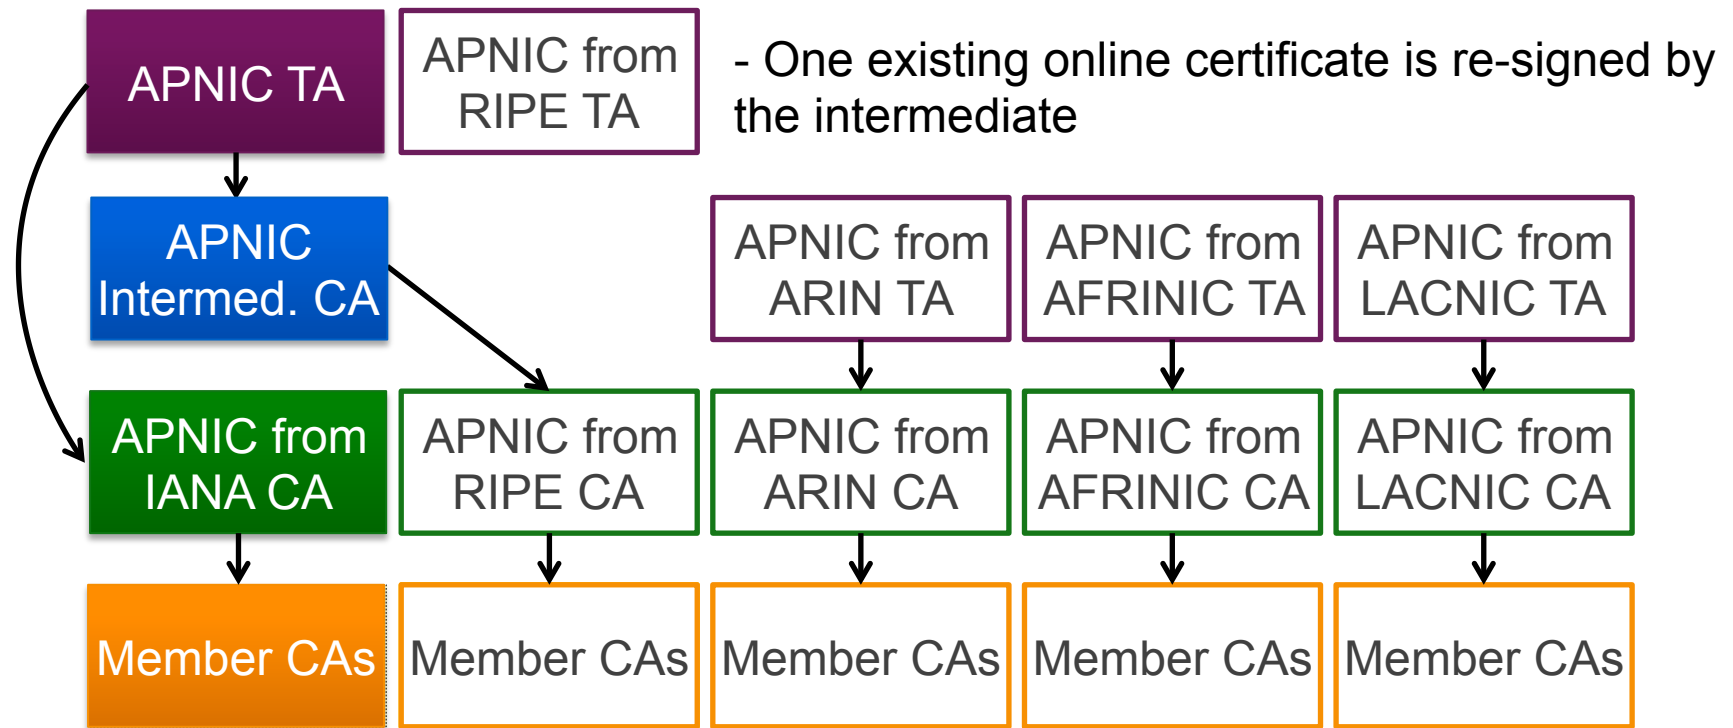 APNIC TA
APNIC from
RIPE TA
- One existing online certificate is re-signed by
the intermediate
APNIC
Intermed. CA
APNIC from
ARIN TA
APNIC from
AFRINIC TA
APNIC from
LACNIC TA
APNIC from
IANA CA
APNIC from
RIPE CA
APNIC from
ARIN CA
APNIC from
AFRINIC CA
APNIC from
LACNIC CA
Member CAs
Member CAs
Member CAs
Member CAs
Member CAs